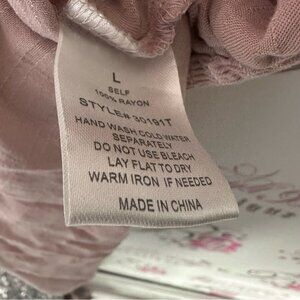 L
SELF
100% RAYON
STYLE# 30191T
HAND WASH COLD WATER
SEPARATELY
DO NOT USE BLEACH
LAY FLAT TO DRY
WARM IRON IF NEEDED
MADE IN CHINA